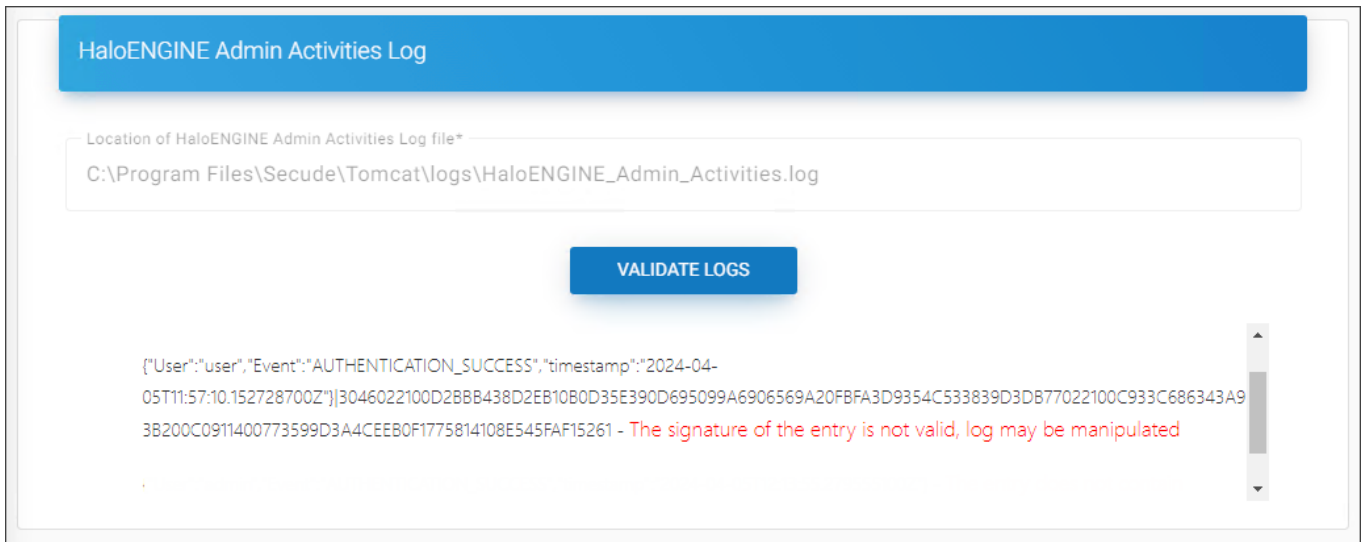 HaloENGINE Admin Activities Log
Location of HaloENGINE Admin Activities Log file*
C:\Program Files\Secude\Tomcat\logs\HaloENGINE_Admin_Activities.log
VALIDATE LOGS
{"User":"user","Event":"AUTHENTICATION_SUCCESS","timestamp":"2024-04-
05T11:57:10.152728700Z"}|3046022100D2BBB438D2EB10B0D35E390D695099A6906569A20FBFA3D9354C533839D3DB77022100C933C686343A9
3B200C0911400773599D3A4CEEB0F1775814108E545FAF15261 - The signature of the entry is not valid, log may be manipulated